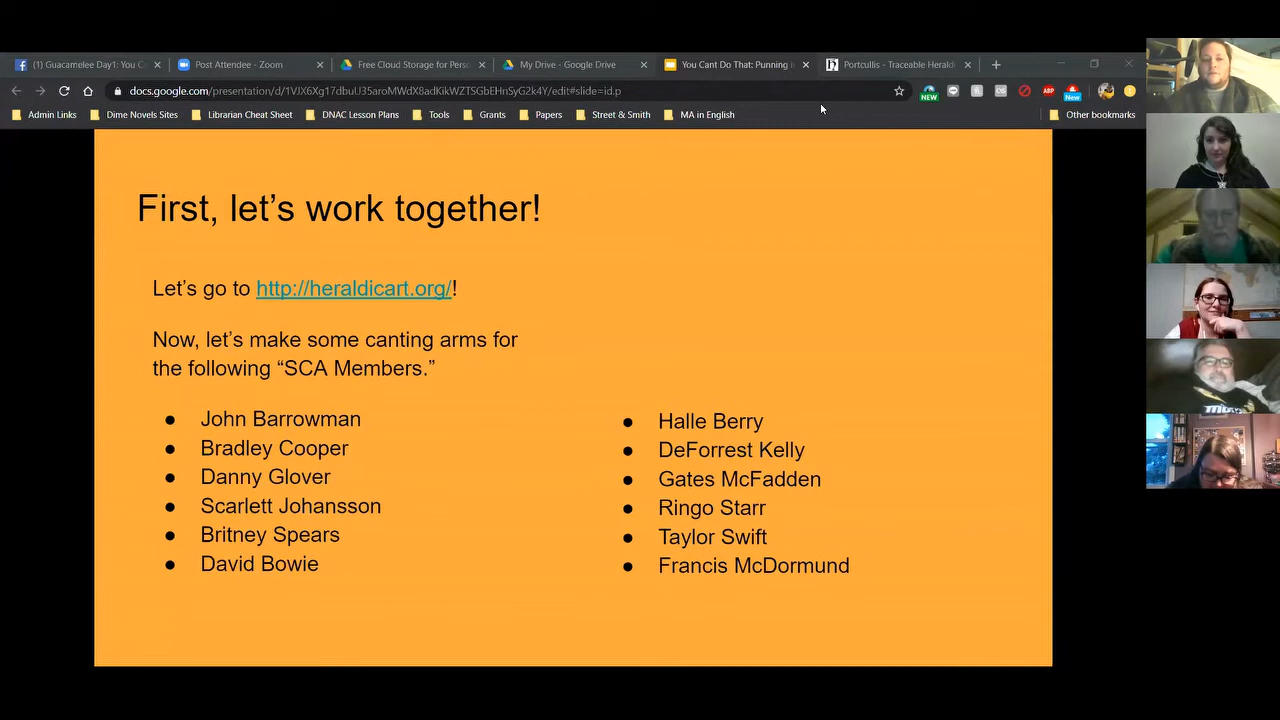 (1) Guacamelee Day1: You C
Post Attendee - Zoom
Free Cloud Storage for Perso
My Drive - Google Drive
You Cant Do That: Punning i
Portcullis - Traceable Herald
docs.google.com/presentation/d/1VJX6Xg17dbuUJ35aroMWdX8adKikWZTSGbEHnSyG2k4Y/edit#slide=id.p
NEW
ABP
New
Admin Links
Dime Novels Sites
Librarian Cheat Sheet
DNAC Lesson Plans
Tools
Grants
Papers
Street & Smith
MA in English
Other bookmarks
First, let’s work together!
Let’s go to http://heraldicart.org/!
Now, let’s make some canting arms for
the following “SCA Members.”
● John Barrowman
● Bradley Cooper
● Danny Glover
● Scarlett Johansson
● Britney Spears
● David Bowie
● Halle Berry
● DeForrest Kelly
● Gates McFadden
● Ringo Starr
● Taylor Swift
● Francis McDormund